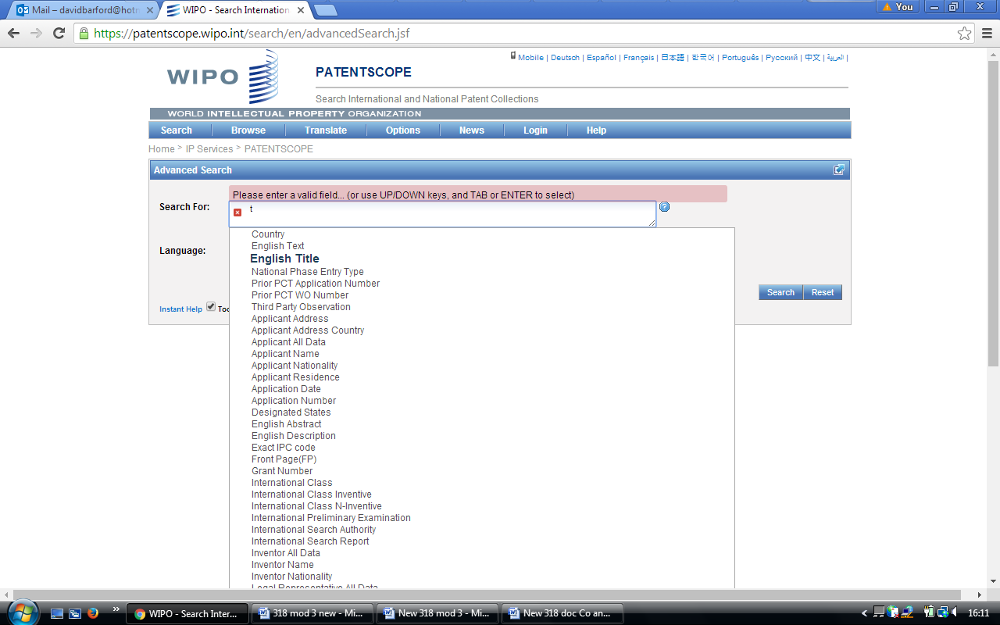 Mail – davidbarford@hotm
WIPO - Search Internation
You
https://patentscope.wipo.int/search/en/advancedSearch.jsf
Mobile | Deutsch | Español | Français | 日本語 | 한국어 | Português | Русский | 中文 | العربية |
WIPO
PATENTSCOPE
Search International and National Patent Collections
WORLD INTELLECTUAL PROPERTY ORGANIZATION
Search Browse Translate Options News Login Help
Home > IP Services > PATENTSCOPE
Advanced Search
Please enter a valid field... (or use UP/DOWN keys, and TAB or ENTER to select)
Search For:
t
Language:
Country
English Text
English Title
National Phase Entry Type
Prior PCT Application Number
Prior PCT WO Number
Third Party Observation
Applicant Address
Applicant Address Country
Applicant All Data
Applicant Name
Applicant Nationality
Applicant Residence
Application Date
Application Number
Designated States
English Abstract
English Description
Exact IPC code
Front Page(FP)
Grant Number
International Class
International Class Inventive
International Class N-Inventive
International Preliminary Examination
International Search Authority
International Search Report
Inventor All Data
Inventor Name
Inventor Nationality
Legal Representative All Data
Search Reset
Instant Help Too
WIPO - Search Inter...
318 mod 3 new - Mi...
New 318 mod 3 - Mi...
New 318 doc Co an...
16:11